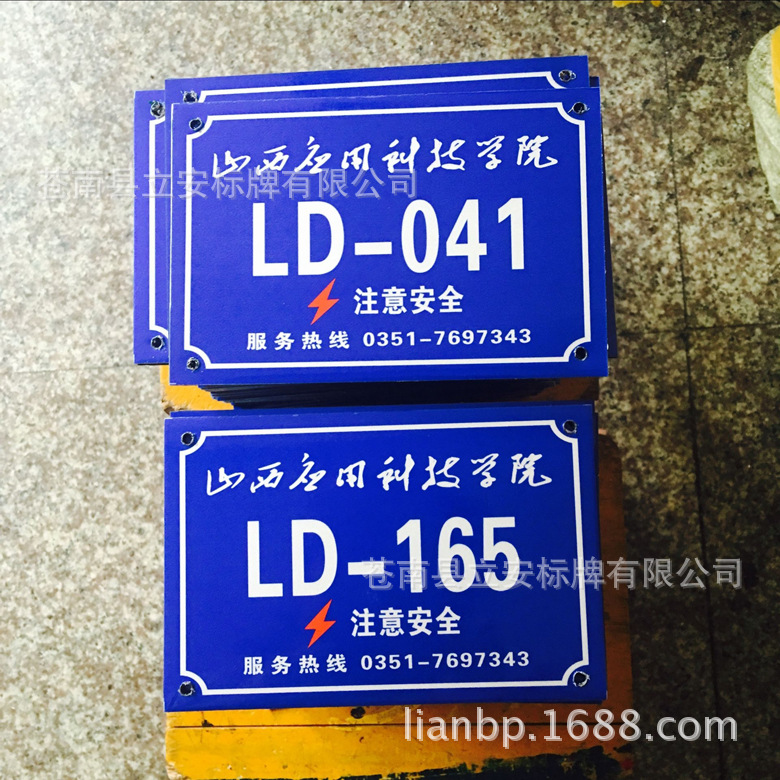 山西应用科技学院
苍南县立安标牌有限公司
LD-041
注意安全
服务热线 0351-7697343
山西应用科技学院
LD-165
苍南县立安标牌有限公司
注意安全
服务热线 0351-7697343
lianbp.1688.com